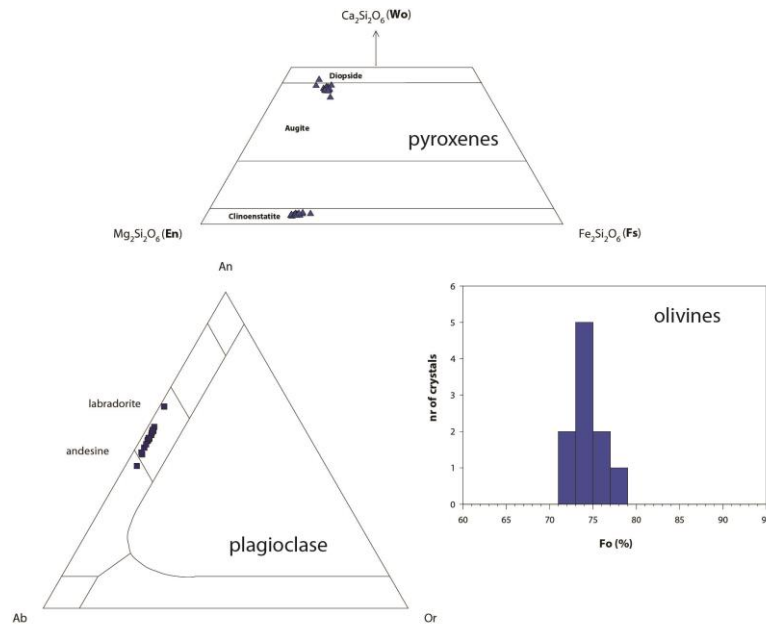 Ca₂Si₂O₆ (Wo)
Diopside
Augite
pyroxenes
Clinoenstatite
Mg₂Si₂O₆ (En)
Fe₂Si₂O₆ (Fs)
An
labradorite
andesine
plagioclase
Ab
Or
olivines
nr of crystals
6
5
4
3
2
1
0
60 65 70 75 80 85 90
Fo (%)